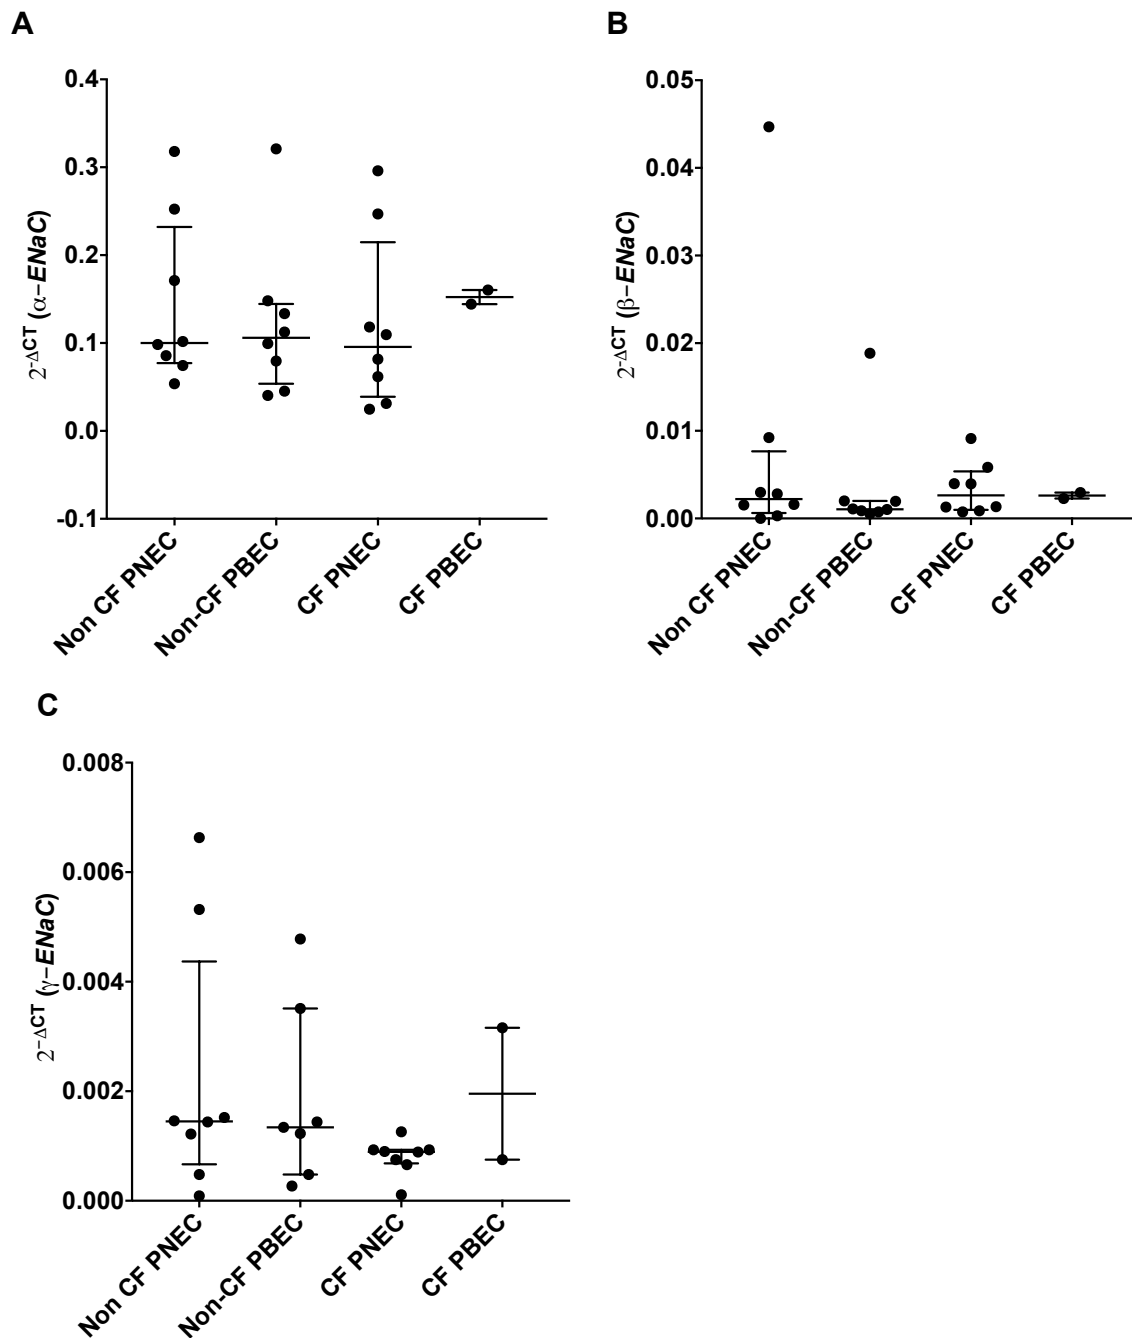 A
2-ΔCT (α−ENaC)
0.4
0.3
0.2
0.1
0.0
-0.1
Non CF PNEC
Non-CF PBEC
CF PNEC
CF PBEC
B
2-ΔCT (β−ENaC)
0.05
0.04
0.03
0.02
0.01
0.00
Non CF PNEC
Non-CF PBEC
CF PNEC
CF PBEC
C
2−ΔCT (γ−ENaC)
0.008
0.006
0.004
0.002
0.000
Non CF PNEC
Non-CF PBEC
CF PNEC
CF PBEC